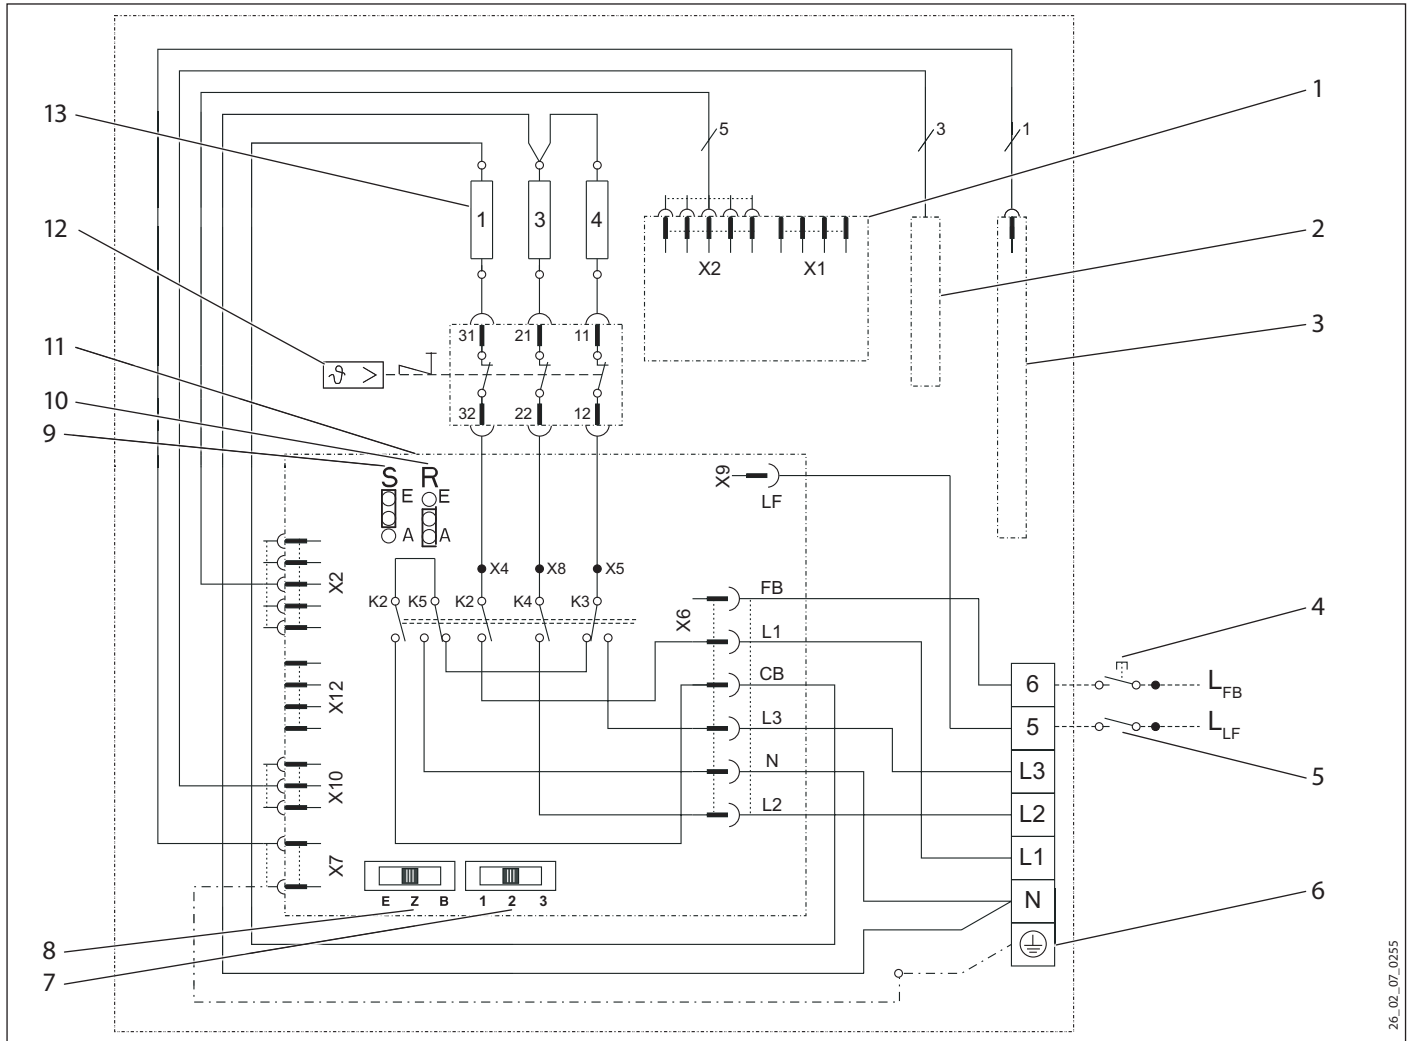 13
12
11
10
9
1
2
3
4
5
6
5
3
1
1
3
4
X2
X1
31
21
11
ϑ >
32
22
12
S
R
E
E
A
A
X9
LF
X4
X8
X5
X2
K2
K5
K2
K4
K3
X6
FB
L1
CB
L3
N
L2
X12
X10
X7
E Z B
1 2 3
6
5
L3
L2
L1
N
LFB
LLF
8
7
26_02_07_0255